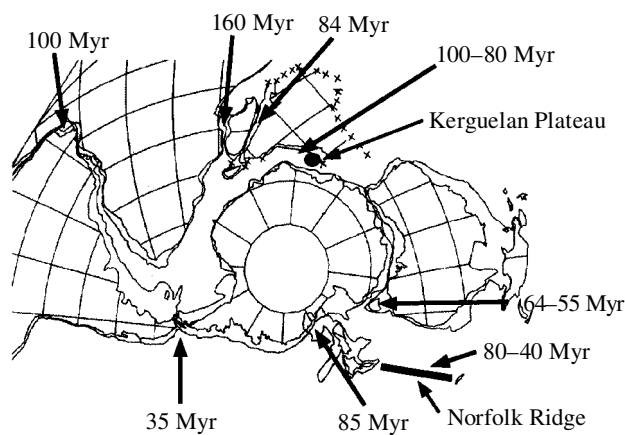 160 Myr
84 Myr
100 Myr
100–80 Myr
Kerguelan Plateau
64–55 Myr
80–40 Myr
35 Myr
85 Myr
Norfolk Ridge